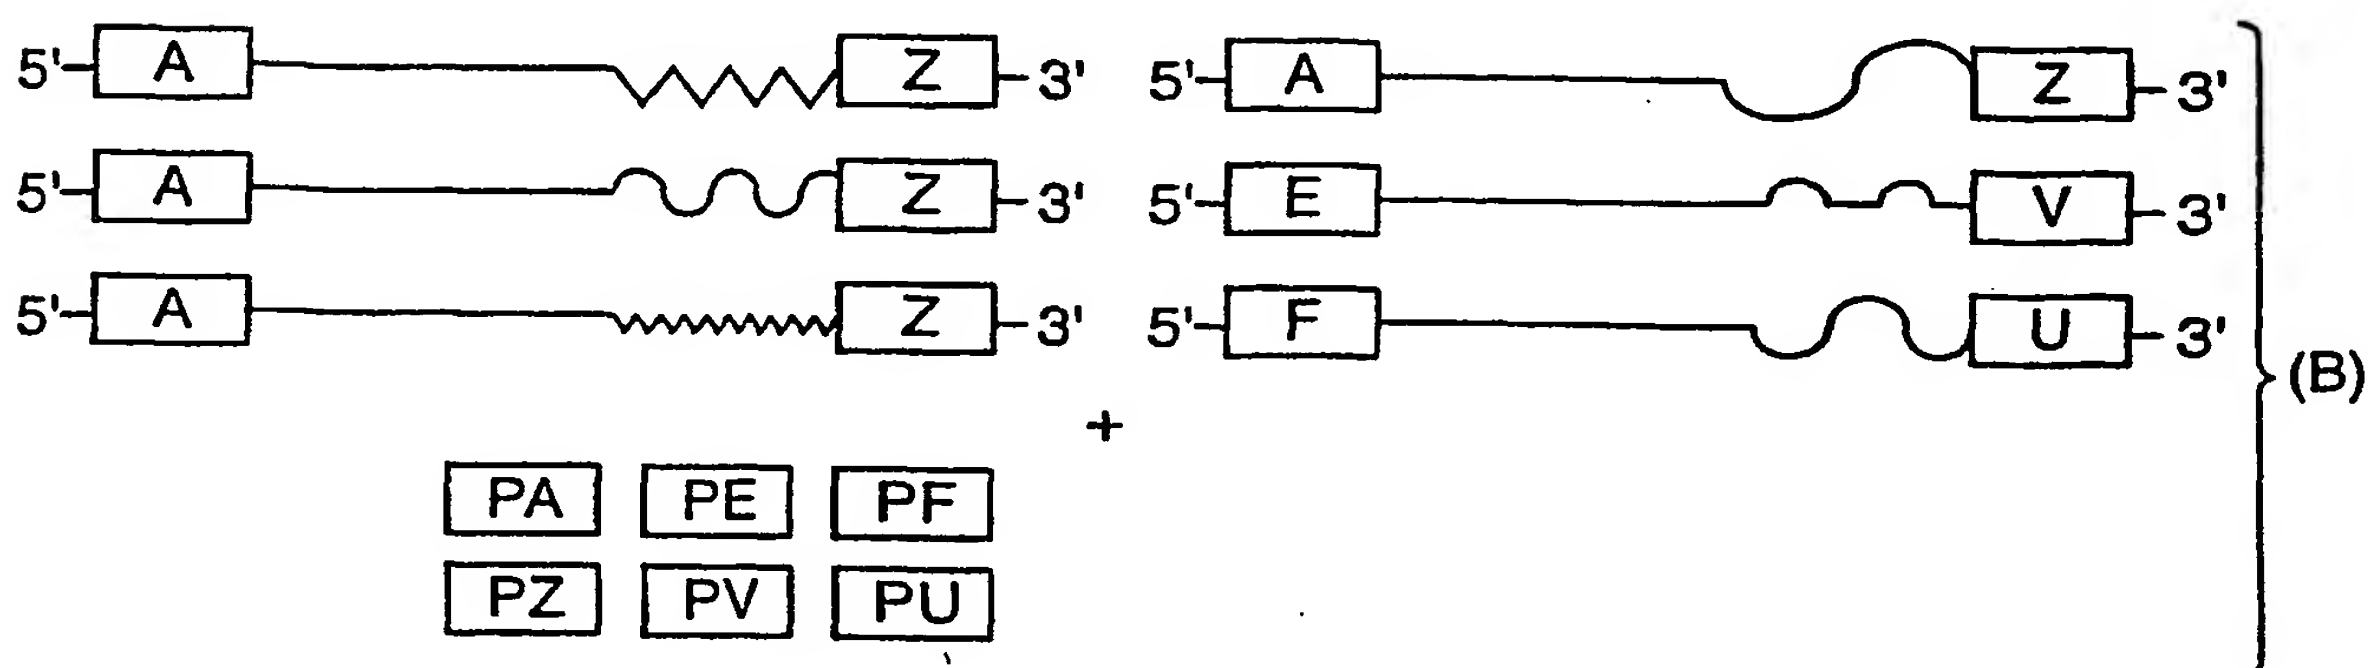 5' A Z 3' 5' A Z 3'
5' A Z 3' 5' E V 3'
5' A Z 3' 5' F U 3'
(B)
+
PA PE PF
PZ PV PU